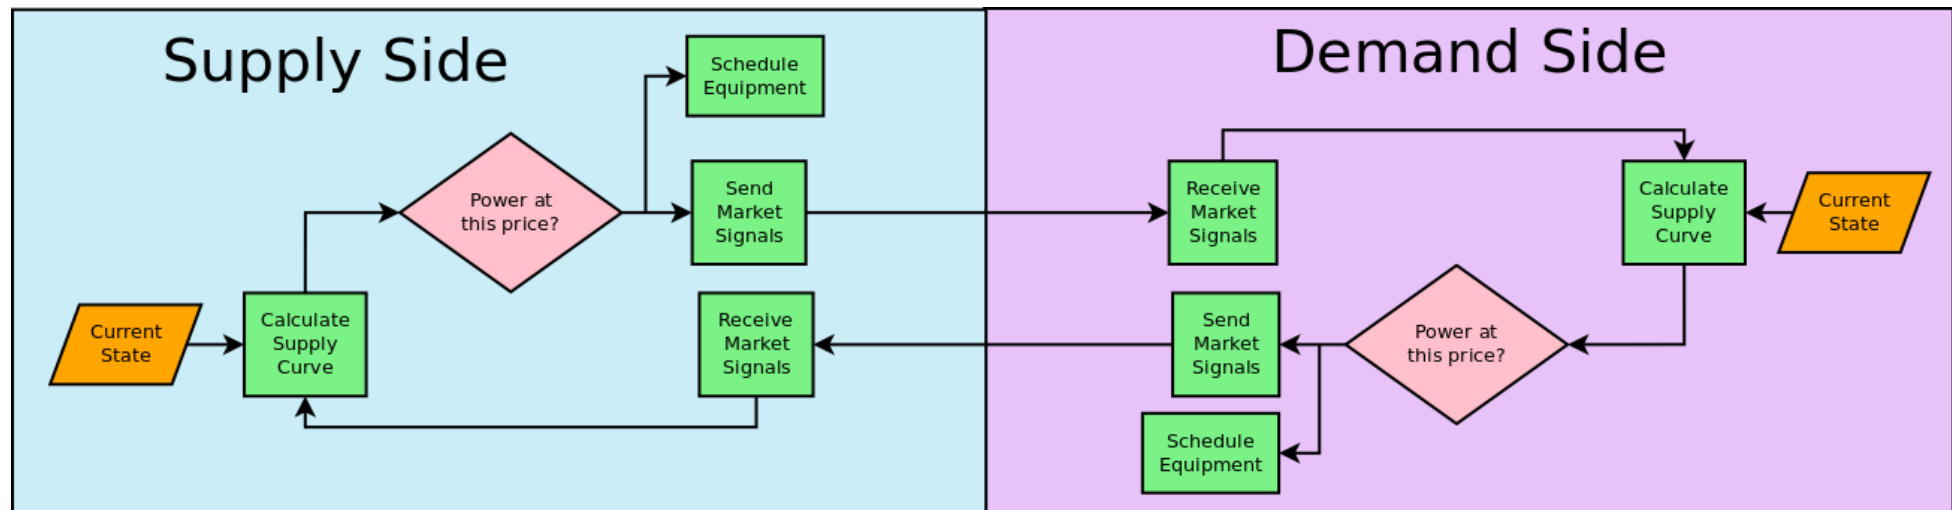 Supply Side
Schedule
Equipment
Power at
this price?
Send
Market
Signals
Current
State
Calculate
Supply
Curve
Receive
Market
Signals
Demand Side
Receive
Market
Signals
Calculate
Supply
Curve
Current
State
Send
Market
Signals
Power at
this price?
Schedule
Equipment